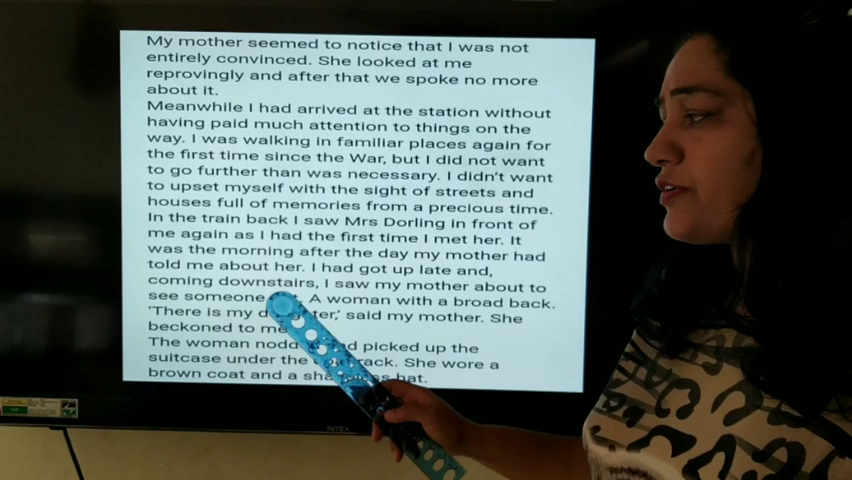 My mother seemed to notice that I was not
entirely convinced. She looked at me
reprovingly and after that we spoke no more
about it.
Meanwhile I had arrived at the station without
having paid much attention to things on the
way. I was walking in familiar places again for
the first time since the War, but I did not want
to go further than was necessary. I didn't want
to upset myself with the sight of streets and
houses full of memories from a precious time.
In the train back I saw Mrs Dorling in front of
me again as I had the first time I met her. It
was the morning after the day my mother had
told me about her. I had got up late and,
coming downstairs, I saw my mother about to
see someone A woman with a broad back.
'There is my said my mother. She
beckoned to me
The woman picked up the
suitcase under the She wore a
brown coat and a hat.
INTEX